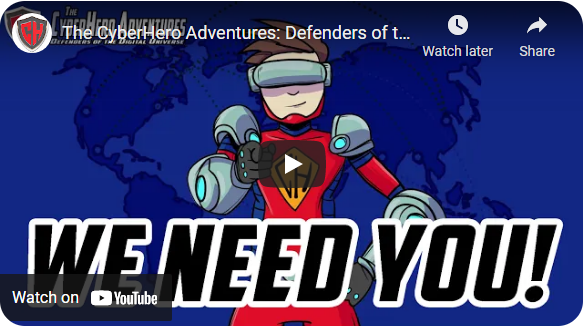 THE
CYBERHERO ADVENTURES
DEFENDERS OF THE DIGITAL UNIVERSE
CH
The CyberHero Adventures: Defenders of t...
Watch later
Share
WE NEED YOU!
Watch on YouTube